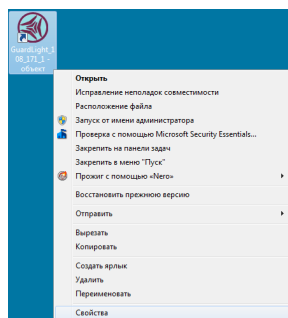 GuardLight_1
08_171_1 -
объект
Открыть
Исправление неполадок совместимости
Расположение файла
Запуск от имени администратора
Проверка с помощью Microsoft Security Essentials...
Закрепить на панели задач
Закрепить в меню "Пуск"
Прожиг с помощью «Nero»
Восстановить прежнюю версию
Отправить
Вырезать
Копировать
Создать ярлык
Удалить
Переименовать
Свойства